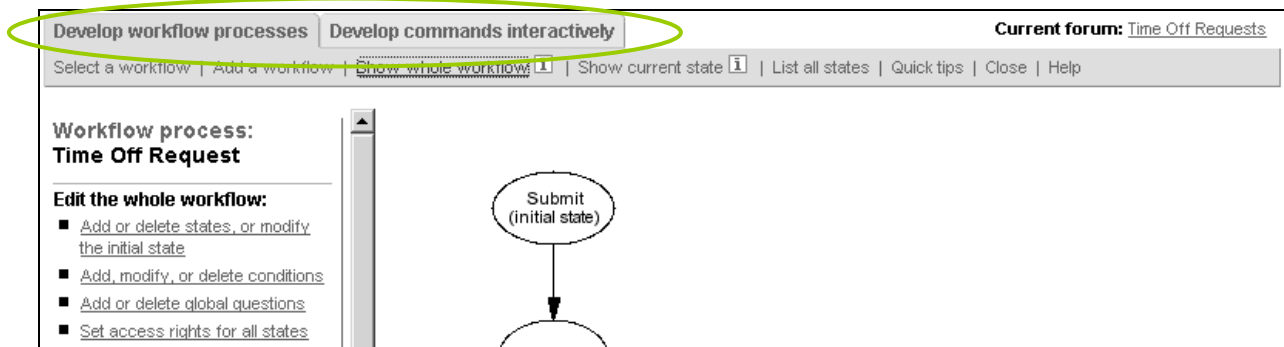 Develop workflow processes Develop commands interactively Current forum: Time Off Requests
Select a workflow | Add a workflow | Show whole workflow i | Show current state i | List all states | Quick tips | Close | Help
Workflow process:
Time Off Request
Edit the whole workflow:
Add or delete states, or modify
the initial state
Add, modify, or delete conditions
Add or delete global questions
Set access rights for all states
Submit
(initial state)